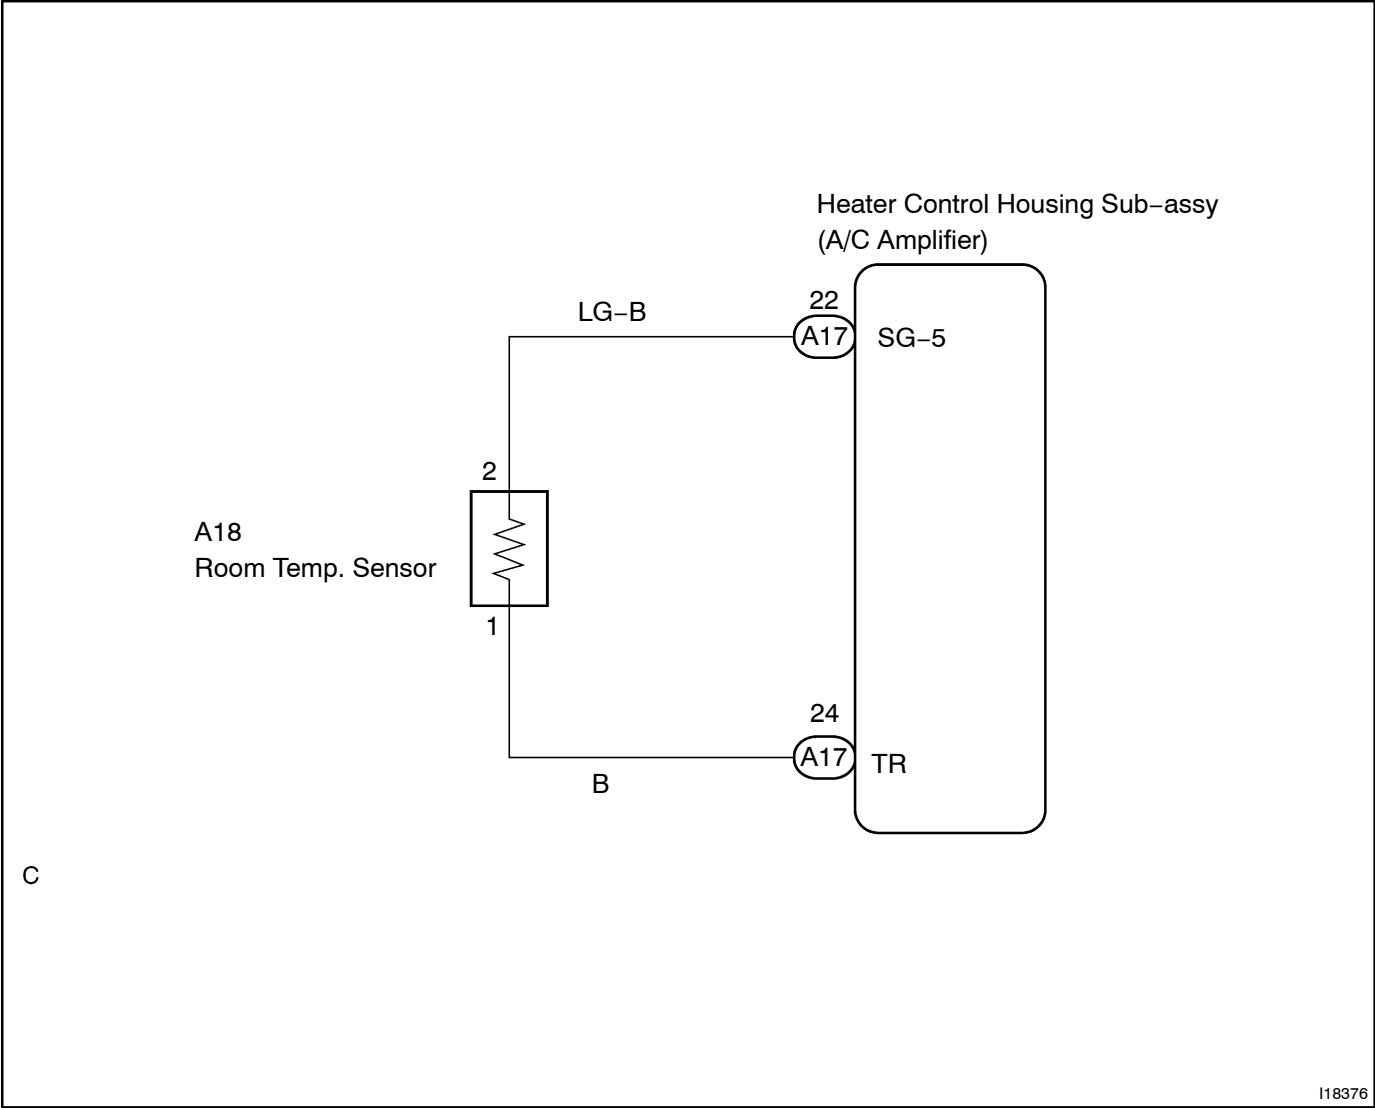 Heater Control Housing Sub−assy
(A/C Amplifier)
22
LG−B
A17
SG−5
2
A18
Room Temp. Sensor
1
24
A17
TR
B
C
I18376